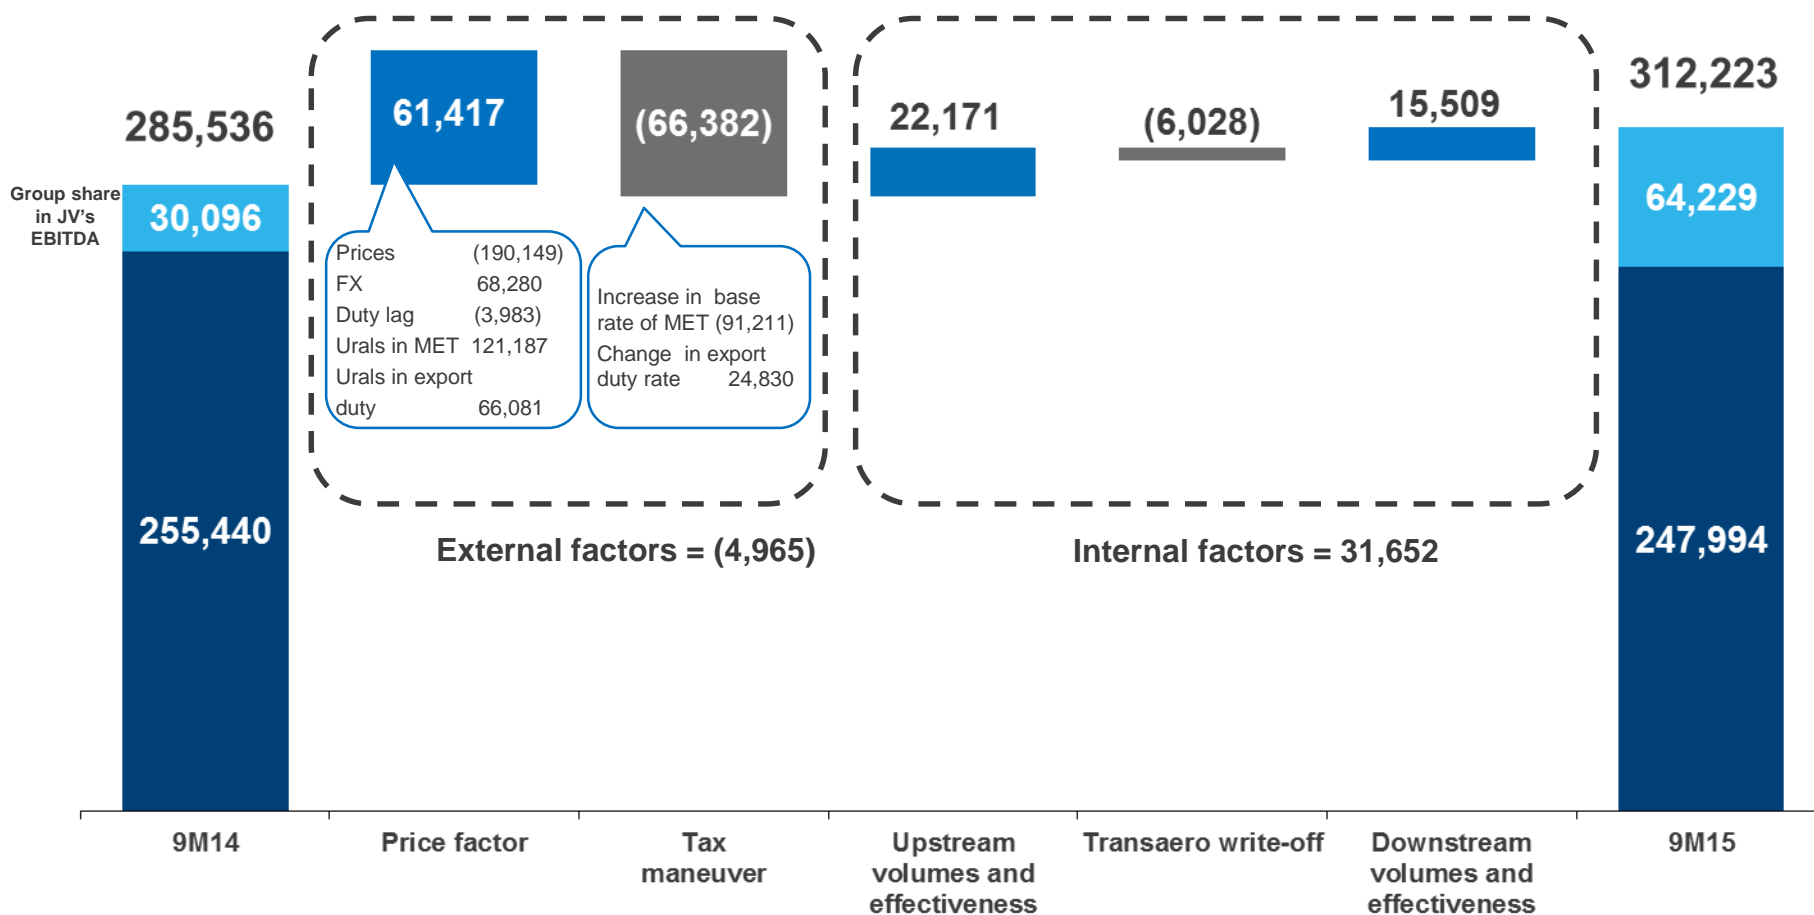 285,536
Group share
in JV's
EBITDA
30,096
255,440
61,417
(66,382)
Prices (190,149)
FX 68,280
Duty lag (3,983)
Urals in MET 121,187
Urals in export
duty 66,081
Increase in base
rate of MET (91,211)
Change in export
duty rate 24,830
External factors = (4,965)
22,171
(6,028)
15,509
Internal factors = 31,652
312,223
64,229
247,994
9M14
Price factor
Tax
maneuver
Upstream
volumes and
effectiveness
Transaero write-off
Downstream
volumes and
effectiveness
9M15